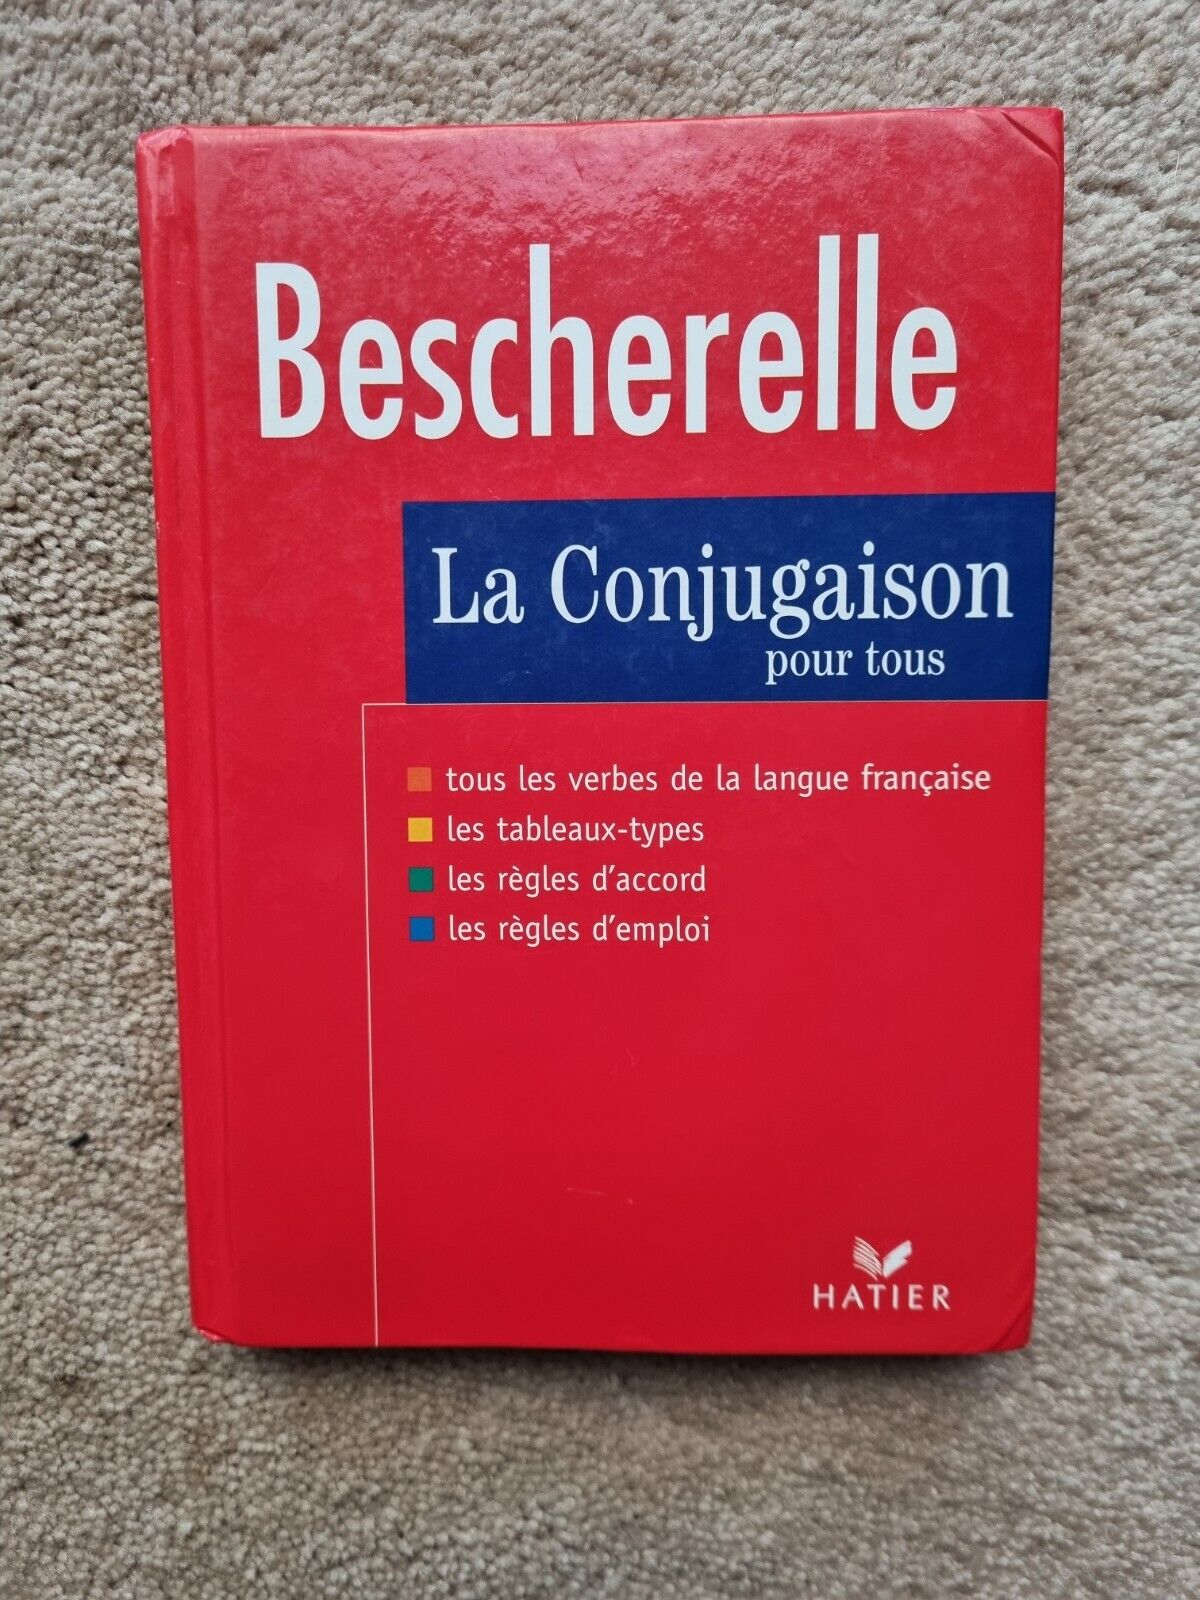 Bescherelle
La Conjugaison
pour tous
tous les verbes de la langue française
les tableaux-types
les règles d'accord
les règles d'emploi
HATIER